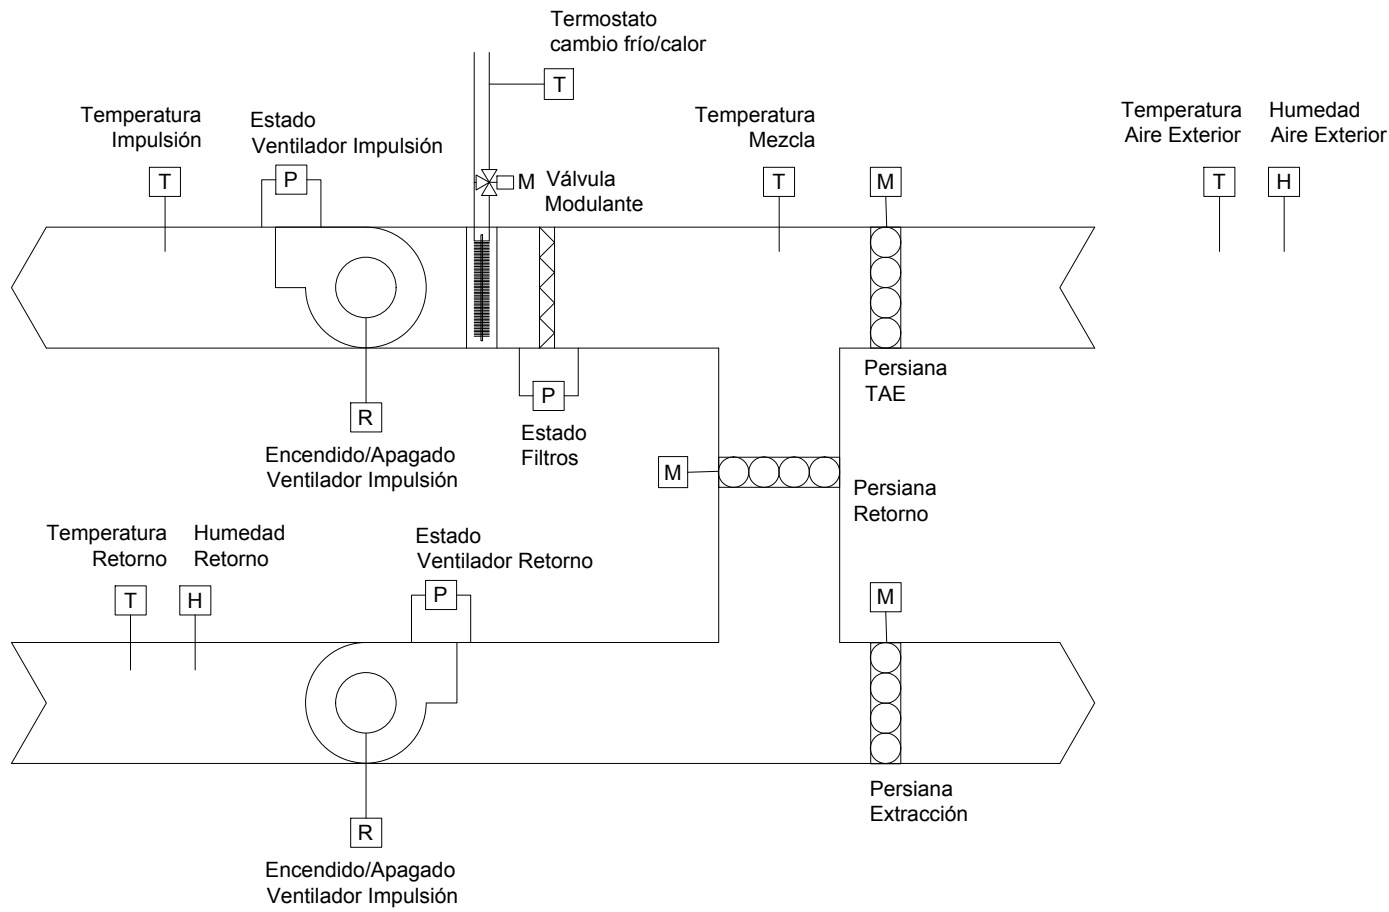 Termostato
cambio frío/calor
T
Temperatura
Impulsión
T
Estado
Ventilador Impulsión
P
M
Válvula
Modulante
Temperatura
Mezcla
T
M
Temperatura
Aire Exterior
T
Humedad
Aire Exterior
H
Persiana
TAE
P
Estado
Filtros
R
Encendido/Apagado
Ventilador Impulsión
M
Persiana
Retorno
Temperatura
Retorno
T
Humedad
Retorno
H
Estado
Ventilador Retorno
P
M
Persiana
Extracción
R
Encendido/Apagado
Ventilador Impulsión